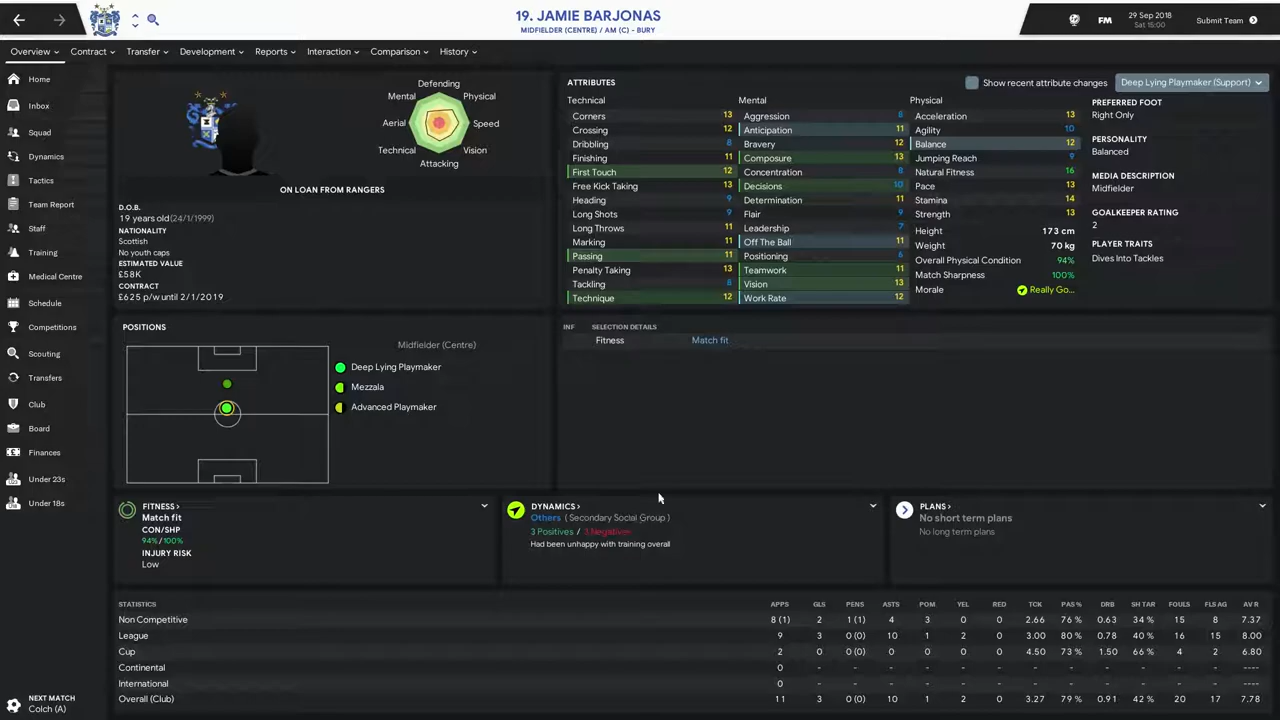 19. JAMIE BARJONAS
MIDFIELDER (CENTRE) / AM (C) - BURY
FM
29 Sep 2018
Sat 15:00
Submit Team
Overview
Contract
Transfer
Development
Reports
Interaction
Comparison
History
Home
Inbox
Squad
Dynamics
Tactics
Team Report
Staff
Training
Medical Centre
Schedule
Competitions
Scouting
Transfers
Club
Board
Finances
Under 23s
Under 18s
NEXT MATCH
Colch (A)
ON LOAN FROM RANGERS
D.O.B.
19 years old (24/1/1999)
NATIONALITY
Scottish
No youth caps
ESTIMATED VALUE
£58K
CONTRACT
£625 p/w until 2/1/2019
Defending
Mental Physical
Aerial Speed
Technical Vision
Attacking
ATTRIBUTES
Show recent attribute changes
Deep Lying Playmaker (Support)
Technical Mental Physical
Corners 13 Aggression 8 Acceleration 13
Crossing 12 Anticipation 11 Agility 10
Dribbling 8 Bravery 12 Balance 12
Finishing 11 Composure 13 Jumping Reach 9
First Touch 12 Concentration 8 Natural Fitness 16
Free Kick Taking 13 Decisions 10 Pace 13
Heading 9 Determination 11 Stamina 14
Long Shots 9 Flair 9 Strength 13
Long Throws 11 Leadership 7 Height 173 cm
Marking 11 Off The Ball 11 Weight 70 kg
Passing 11 Positioning 6 Overall Physical Condition 94%
Penalty Taking 13 Teamwork 11 Match Sharpness 100%
Tackling 8 Vision 13 Morale Really Go...
Technique 12 Work Rate 12
PREFERRED FOOT
Right Only
PERSONALITY
Balanced
MEDIA DESCRIPTION
Midfielder
GOALKEEPER RATING
2
PLAYER TRAITS
Dives Into Tackles
POSITIONS
Midfielder (Centre)
Deep Lying Playmaker
Mezzala
Advanced Playmaker
INF SELECTION DETAILS
Fitness Match fit
FITNESS >
Match fit
CON/SHP
94%/100%
INJURY RISK
Low
DYNAMICS >
Others ( Secondary Social Group )
3 Positives / 3 Negatives
Had been unhappy with training overall
PLANS >
No short term plans
No long term plans
STATISTICS APPS GLS PENS ASTS POM YEL RED TCK PAS % DRB SH TAR FOULS FLS AG AV R
Non Competitive 8 (1) 2 1 (1) 4 3 0 0 2.66 76 % 0.63 34 % 15 8 7.37
League 9 3 0 (0) 10 1 2 0 3.00 80 % 0.78 40 % 16 15 8.00
Cup 2 0 0 (0) 0 0 0 0 4.50 73 % 1.50 66 % 4 2 6.80
Continental 0 - - - - - - - - - - - - ----
International 0 - - - - - - - - - - - - ----
Overall (Club) 11 3 0 (0) 10 1 2 0 3.27 79 % 0.91 42 % 20 17 7.78